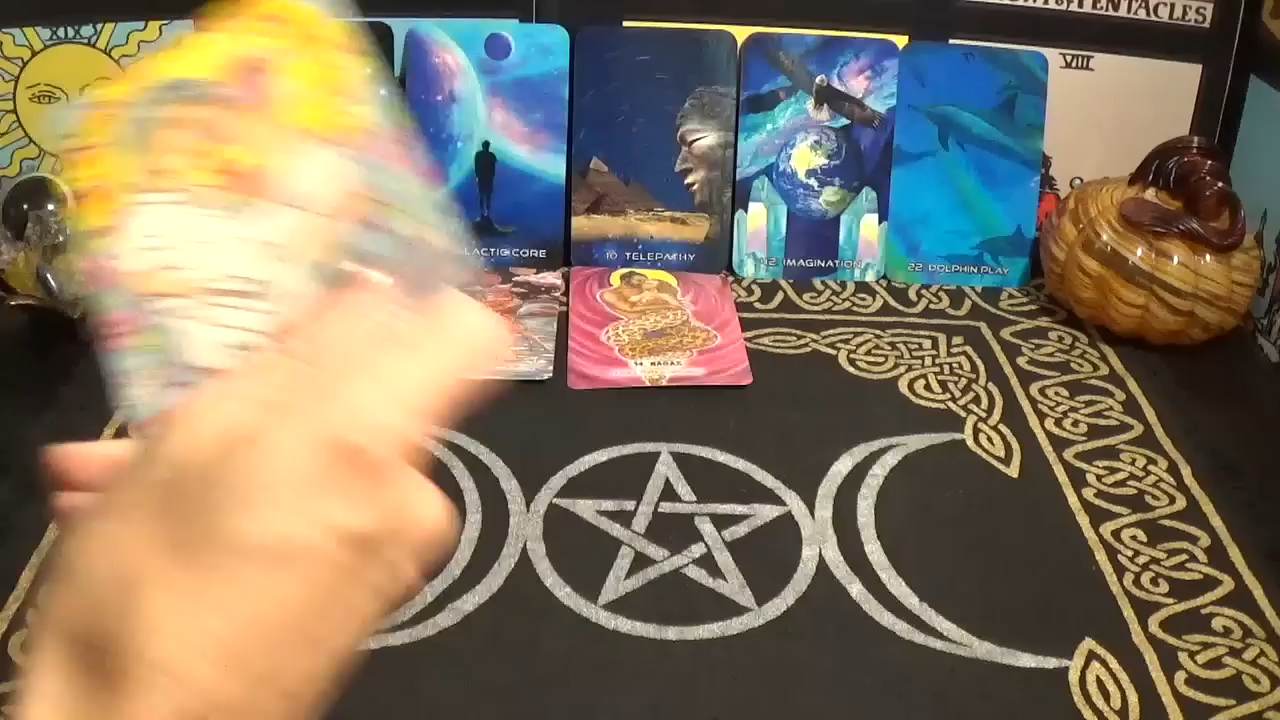 OF PENTACLES
XIX
VIII
LACTIC CORE
10 TELEPATHY
12 IMAGINATION
22 DOLPHIN PLAY
14. NAGAS